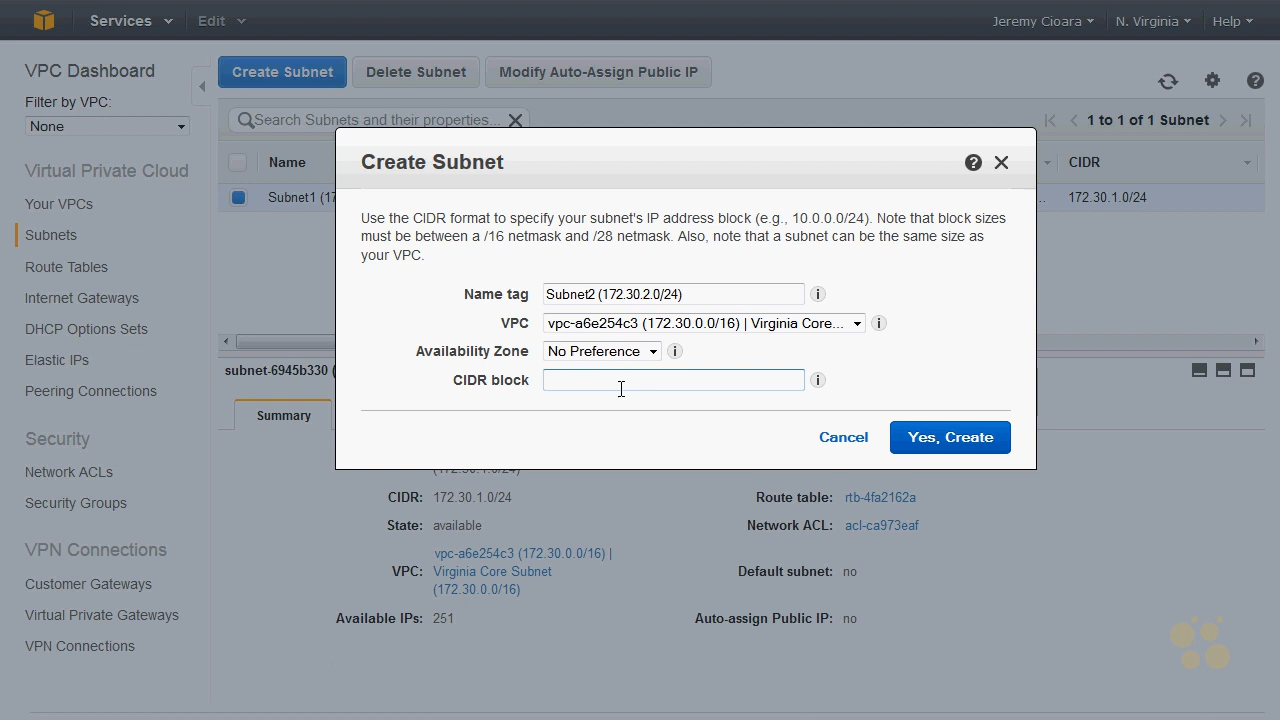 Services
Edit
Jeremy Cioara
N. Virginia
Help
VPC Dashboard
Filter by VPC:
None
Virtual Private Cloud
Your VPCs
Subnets
Route Tables
Internet Gateways
DHCP Options Sets
Elastic IPs
Peering Connections
Security
Network ACLs
Security Groups
VPN Connections
Customer Gateways
Virtual Private Gateways
VPN Connections
Create Subnet
Delete Subnet
Modify Auto-Assign Public IP
Search Subnets and their properties...
1 to 1 of 1 Subnet
Name
CIDR
Subnet1 (17
...
172.30.1.0/24
Create Subnet
Use the CIDR format to specify your subnet's IP address block (e.g., 10.0.0.0/24). Note that block sizes
must be between a /16 netmask and /28 netmask. Also, note that a subnet can be the same size as
your VPC.
Name tag Subnet2 (172.30.2.0/24)
VPC vpc-a6e254c3 (172.30.0.0/16) | Virginia Core...
Availability Zone No Preference
CIDR block
Cancel
Yes, Create
subnet-6945b330 (
Summary
(172.30.1.0/24)
CIDR: 172.30.1.0/24
State: available
VPC: vpc-a6e254c3 (172.30.0.0/16) |
Virginia Core Subnet
(172.30.0.0/16)
Available IPs: 251
Route table: rtb-4fa2162a
Network ACL: acl-ca973eaf
Default subnet: no
Auto-assign Public IP: no